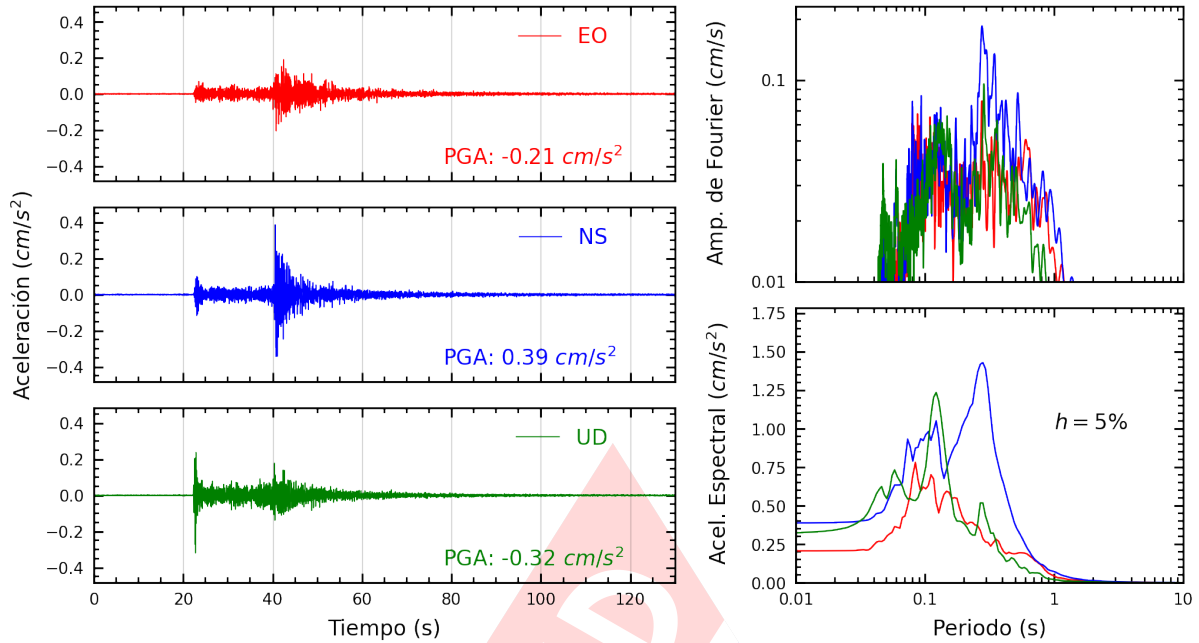 Aceleración (cm/s²)
0.4
0.2
0.0
−0.2
−0.4
EO
PGA: -0.21 cm/s²
0.4
0.2
0.0
−0.2
−0.4
NS
PGA: 0.39 cm/s²
0.4
0.2
0.0
−0.2
−0.4
UD
PGA: -0.32 cm/s²
0 20 40 60 80 100 120
Tiempo (s)
Amp. de Fourier (cm/s)
0.1
0.01
Acel. Espectral (cm/s²)
1.75
1.50
1.25
1.00
0.75
0.50
0.25
0.00
h = 5%
0.01 0.1 1 10
Periodo (s)